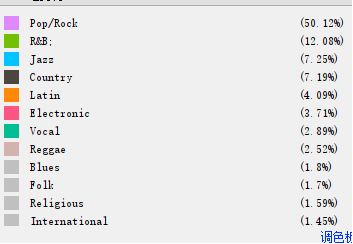 Pop/Rock (50.12%)
R&B; (12.08%)
Jazz (7.25%)
Country (7.19%)
Latin (4.09%)
Electronic (3.71%)
Vocal (2.89%)
Reggae (2.52%)
Blues (1.8%)
Folk (1.7%)
Religious (1.59%)
International (1.45%)
调色板